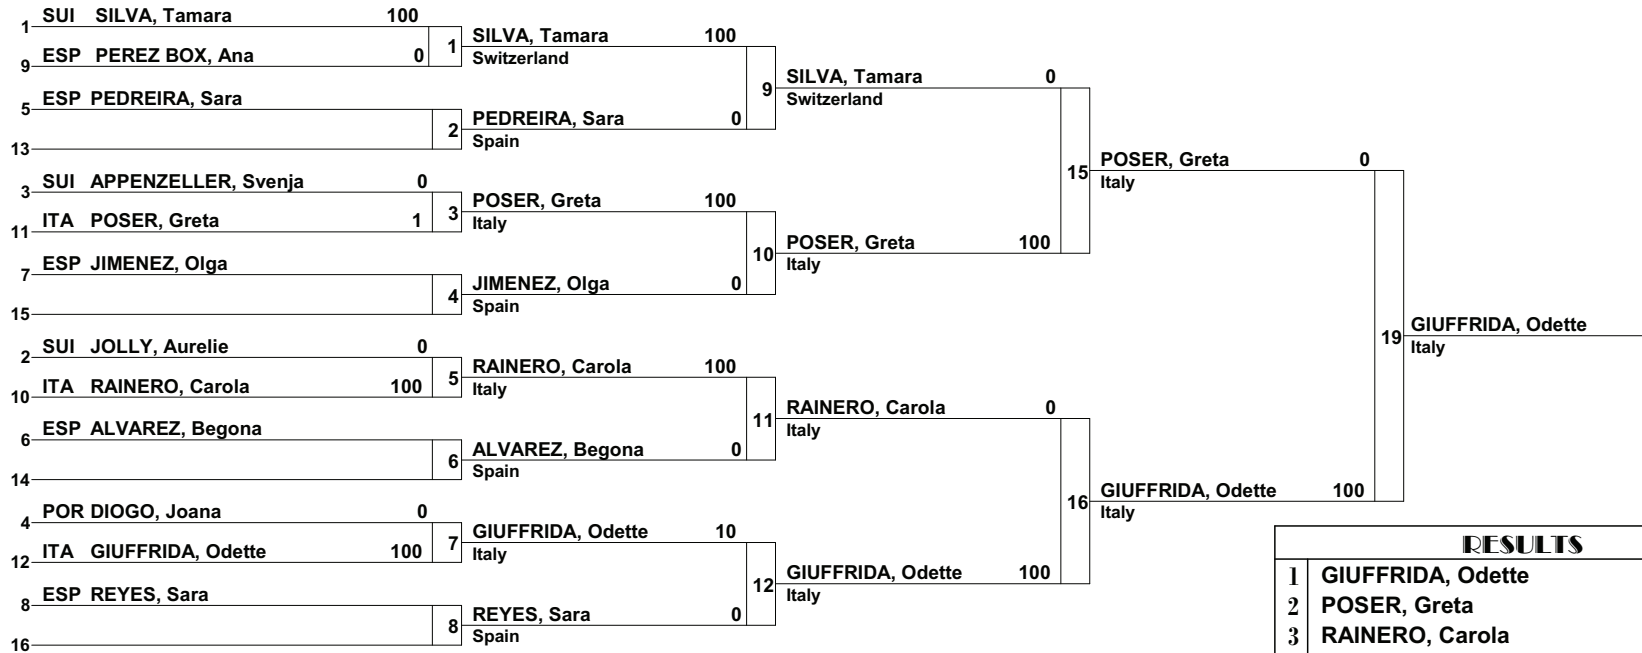 1 SUI SILVA, Tamara 100
9 ESP PEREZ BOX, Ana 0
1
5 ESP PEDREIRA, Sara
13
2
3 SUI APPENZELLER, Svenja 0
11 ITA POSER, Greta 1
3
7 ESP JIMENEZ, Olga
15
4
2 SUI JOLLY, Aurelie 0
10 ITA RAINERO, Carola 100
5
6 ESP ALVAREZ, Begona
14
6
4 POR DIOGO, Joana 0
12 ITA GIUFFRIDA, Odette 100
7
8 ESP REYES, Sara
16
8
SILVA, Tamara 100
Switzerland
9
PEDREIRA, Sara 0
Spain
POSER, Greta 100
Italy
10
JIMENEZ, Olga 0
Spain
RAINERO, Carola 100
Italy
11
ALVAREZ, Begona 0
Spain
GIUFFRIDA, Odette 10
Italy
12
REYES, Sara 0
Spain
SILVA, Tamara 0
Switzerland
15
POSER, Greta 100
Italy
RAINERO, Carola 0
Italy
16
GIUFFRIDA, Odette 100
Italy
POSER, Greta 0
Italy
19
GIUFFRIDA, Odette 100
Italy
GIUFFRIDA, Odette
Italy
RESULTS
1 GIUFFRIDA, Odette
2 POSER, Greta
3 RAINERO, Carola